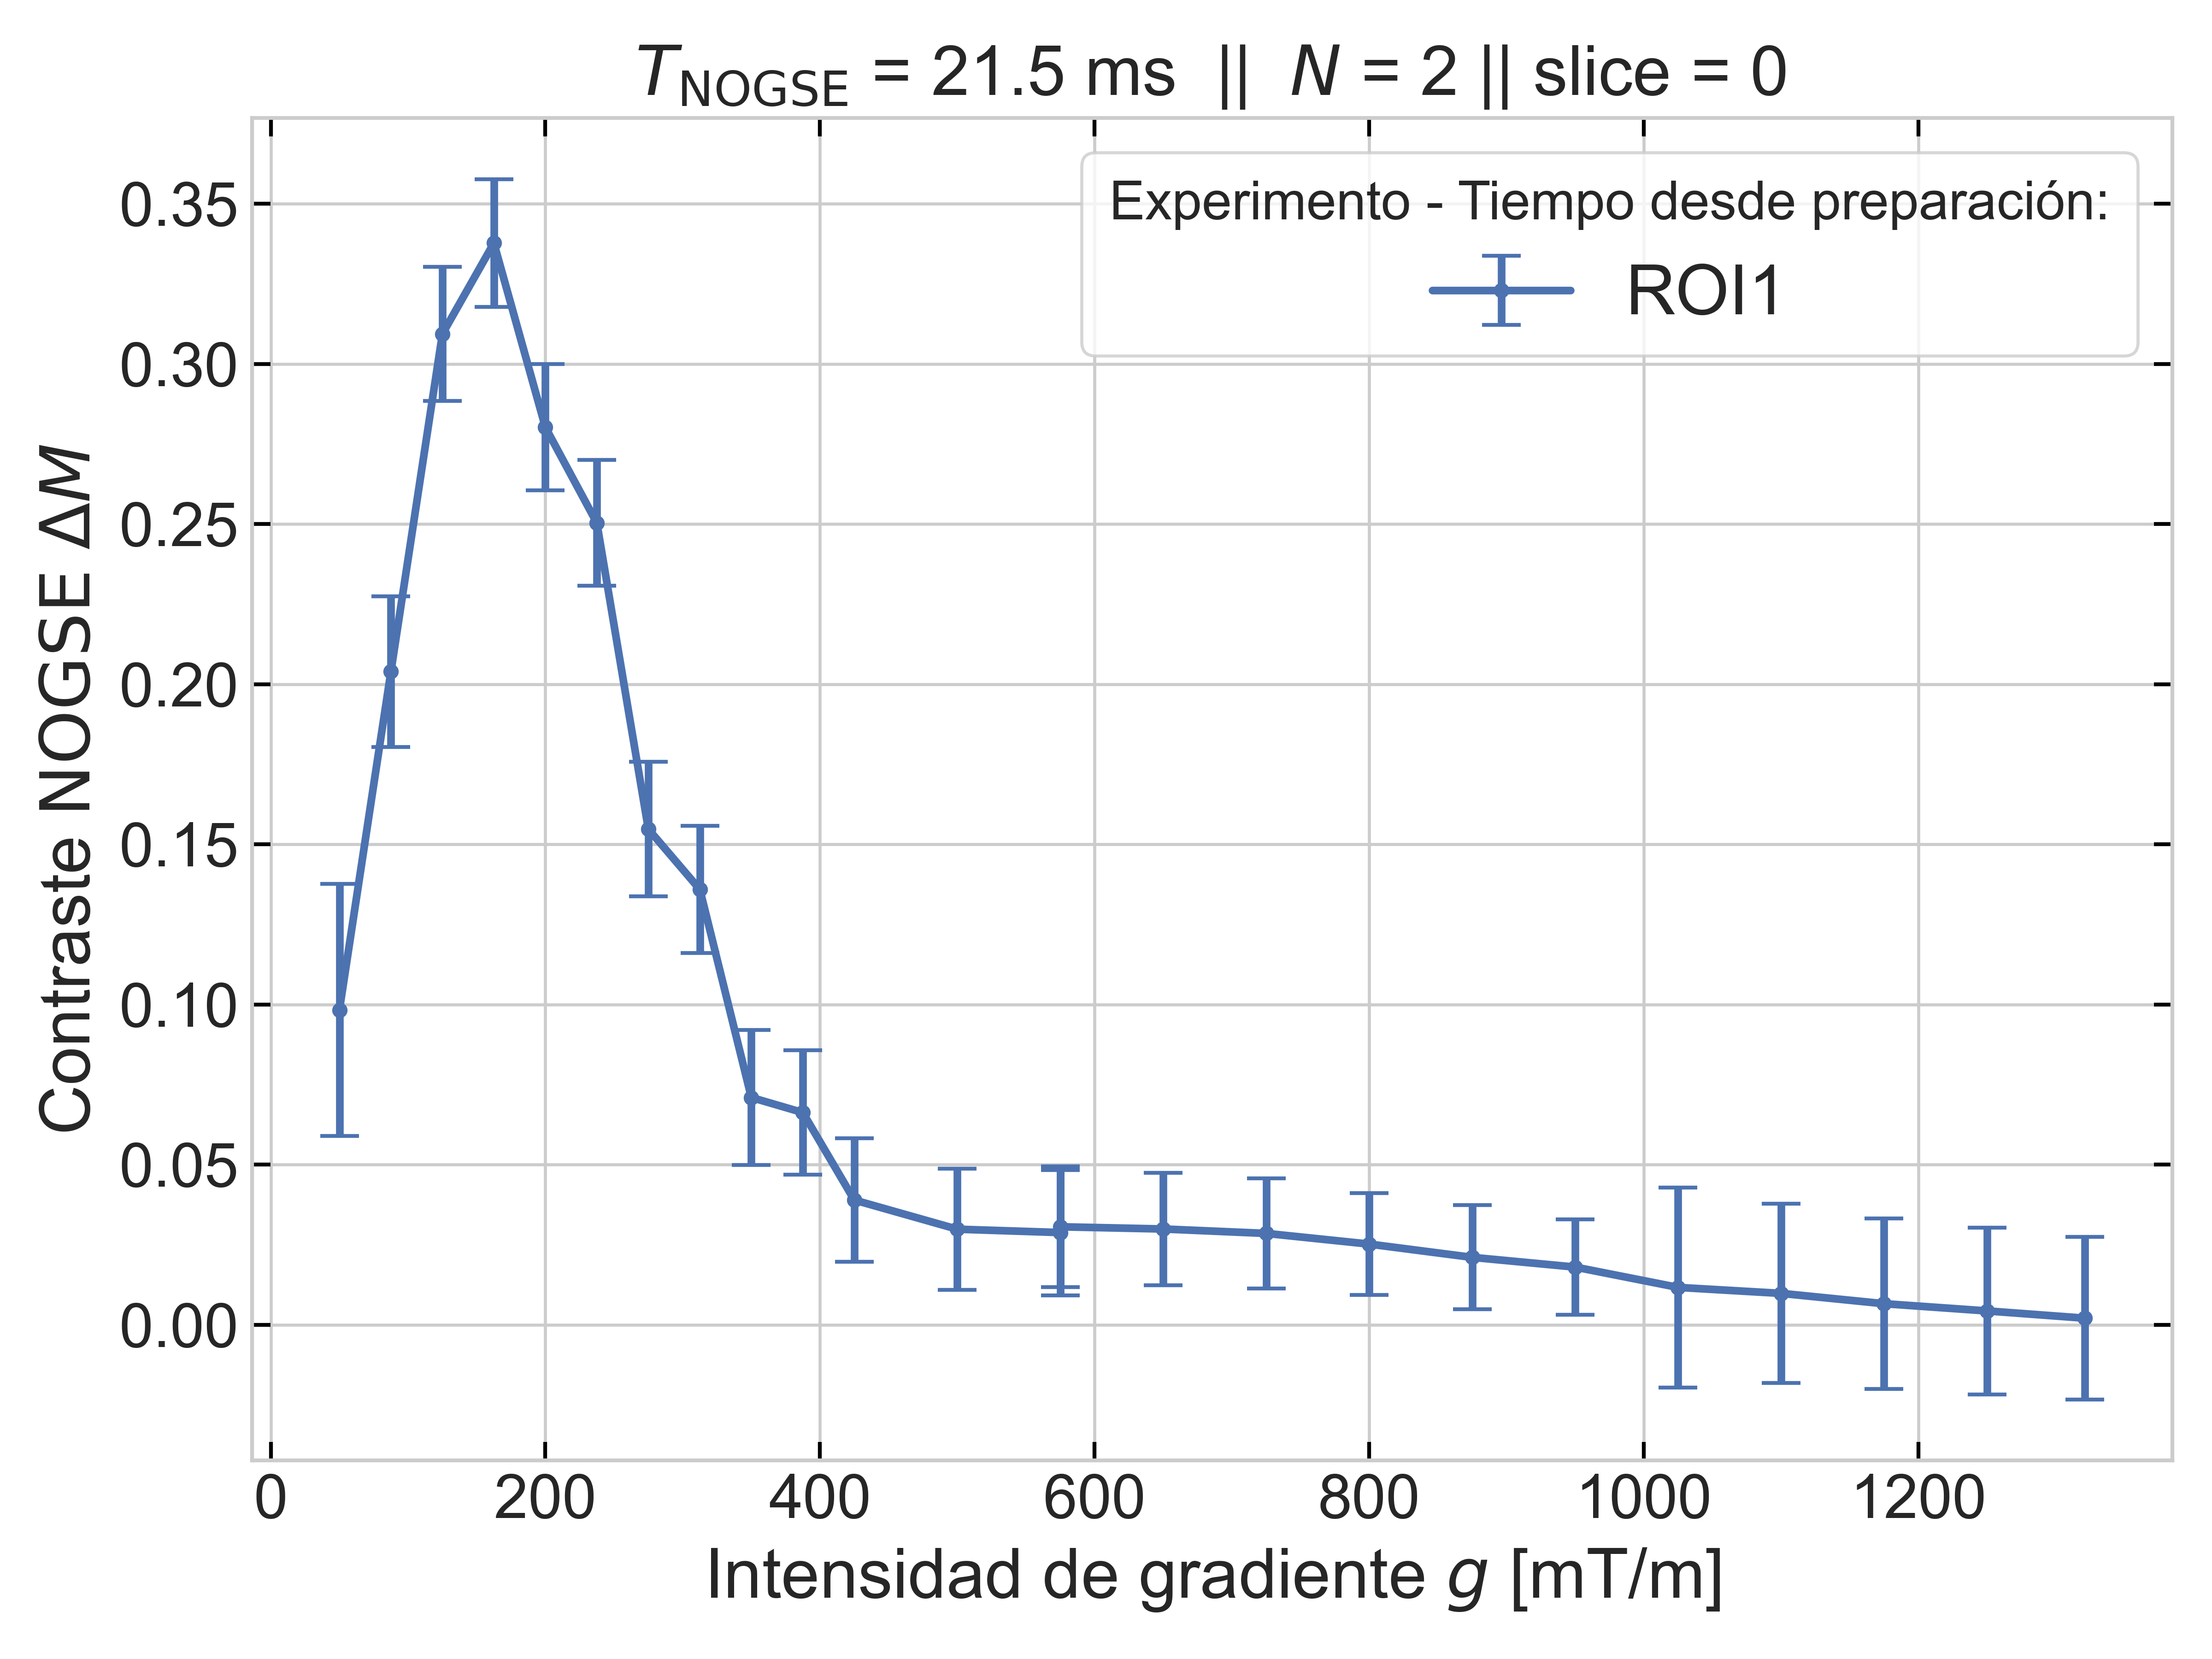 T_NOGSE = 21.5 ms || N = 2 || slice = 0
Experimento - Tiempo desde preparación:
ROI1
Contraste NOGSE ΔM
0.35
0.30
0.25
0.20
0.15
0.10
0.05
0.00
0 200 400 600 800 1000 1200
Intensidad de gradiente g [mT/m]